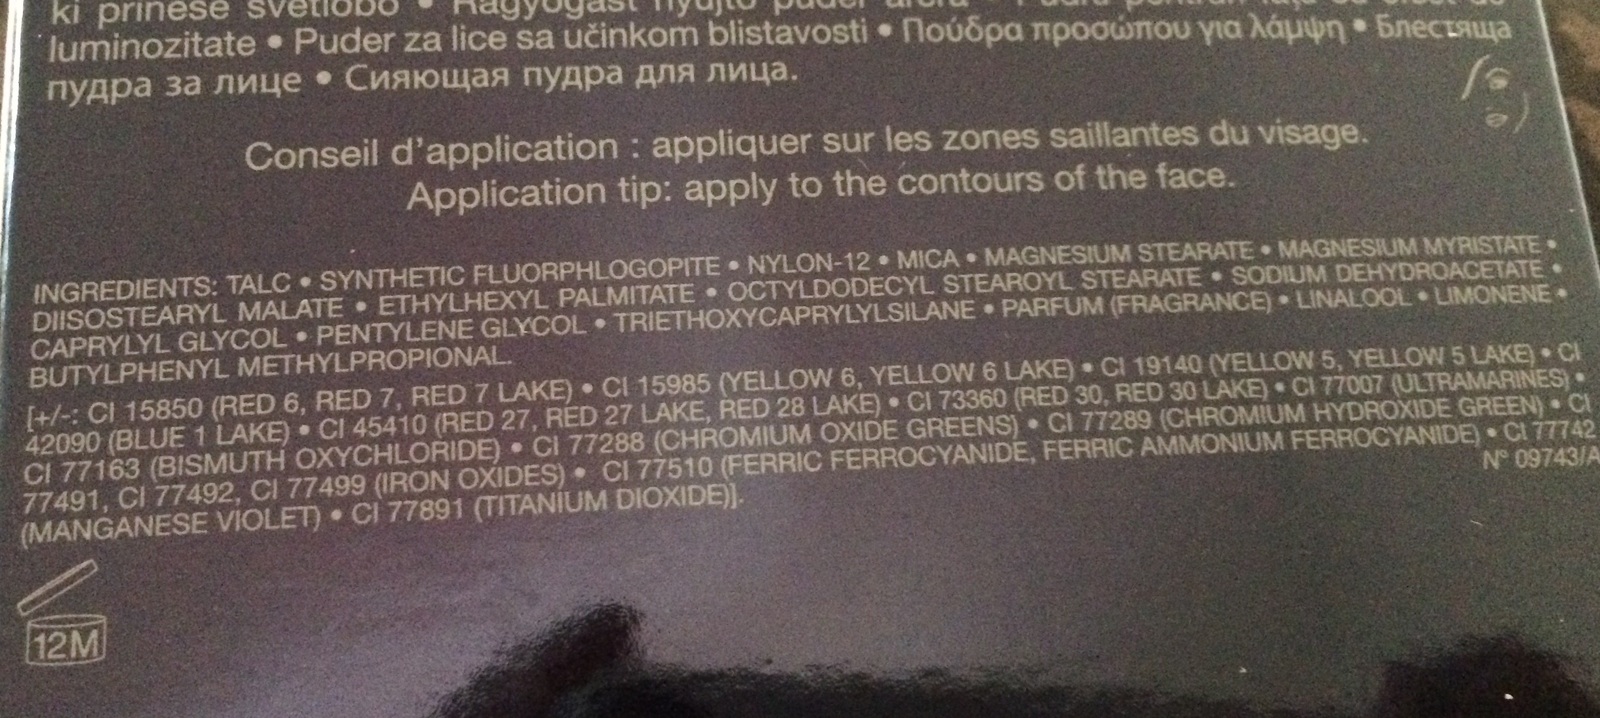 ki prinese svetlobo • Ragyogást nyújtó púder arcra •
luminozitate • Puder za lice sa učinkom blistavosti • Πούδρα προσώπου για λάμψη • Блестяща
пудра за лице • Сияющая пудра для лица.
Conseil d'application : appliquer sur les zones saillantes du visage.
Application tip: apply to the contours of the face.
INGREDIENTS: TALC • SYNTHETIC FLUORPHLOGOPITE • NYLON-12 • MICA • MAGNESIUM STEARATE • MAGNESIUM MYRISTATE •
DIISOSTEARYL MALATE • ETHYLHEXYL PALMITATE • OCTYLDODECYL STEAROYL STEARATE • SODIUM DEHYDROACETATE •
CAPRYLYL GLYCOL • PENTYLENE GLYCOL • TRIETHOXYCAPRYLYLSILANE • PARFUM (FRAGRANCE) • LINALOOL • LIMONENE •
BUTYLPHENYL METHYLPROPIONAL.
[+/-: CI 15850 (RED 6, RED 7, RED 7 LAKE) • CI 15985 (YELLOW 6, YELLOW 6 LAKE) • CI 19140 (YELLOW 5, YELLOW 5 LAKE) • CI
42090 (BLUE 1 LAKE) • CI 45410 (RED 27, RED 27 LAKE, RED 28 LAKE) • CI 73360 (RED 30, RED 30 LAKE) • CI 77007 (ULTRAMARINES) •
CI 77163 (BISMUTH OXYCHLORIDE) • CI 77288 (CHROMIUM OXIDE GREENS) • CI 77289 (CHROMIUM HYDROXIDE GREEN) • CI
77491, CI 77492, CI 77499 (IRON OXIDES) • CI 77510 (FERRIC FERROCYANIDE, FERRIC AMMONIUM FERROCYANIDE) • CI 77742
(MANGANESE VIOLET) • CI 77891 (TITANIUM DIOXIDE)].
N° 09743/A
12M